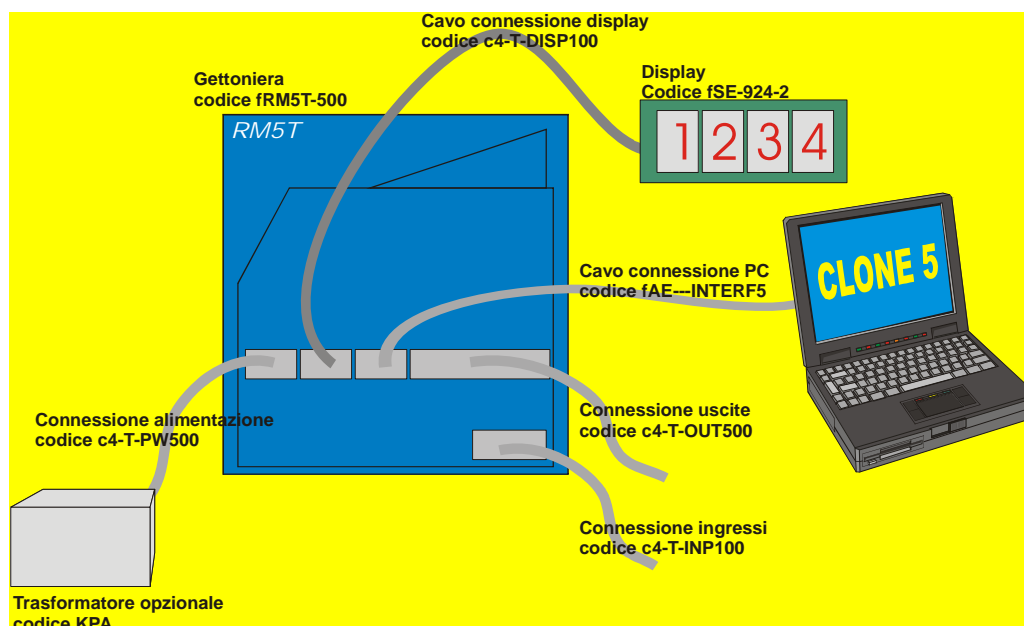 Cavo connessione display
codice c4-T-DISP100
Gettoniera
codice fRM5T-500
Display
Codice fSE-924-2
RM5T
1234
CLONE 5
Cavo connessione PC
codice fAE---INTERF5
Connessione alimentazione
codice c4-T-PW500
Connessione uscite
codice c4-T-OUT500
Connessione ingressi
codice c4-T-INP100
Trasformatore opzionale
codice KPA